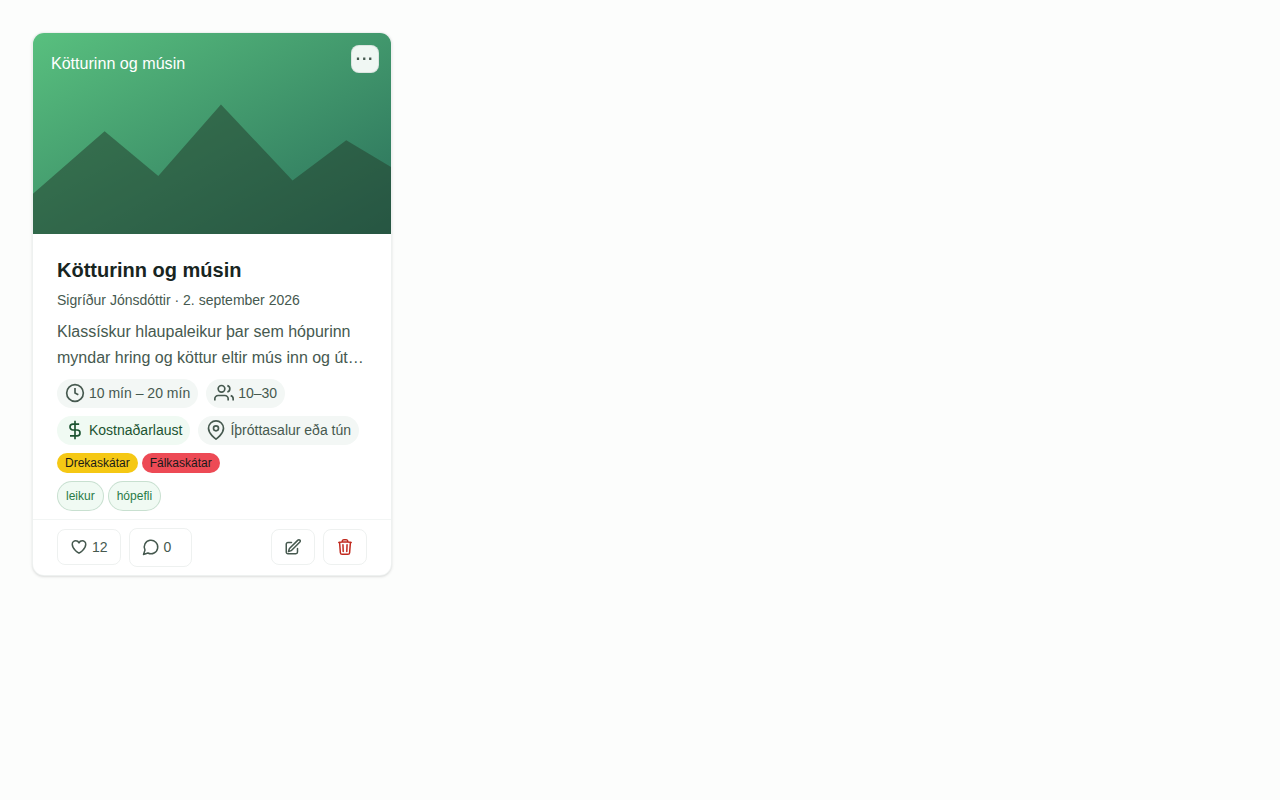 Kötturinn og músin
Kötturinn og músin
Sigríður Jónsdóttir · 2. september 2026
Klassískur hlaupaleikur þar sem hópurinn
myndar hring og köttur eltir mús inn og út…
10 mín – 20 mín 10–30
Kostnaðarlaust Íþróttasalur eða tún
Drekaskátar Fálkaskátar
leikur hópefli
12 0